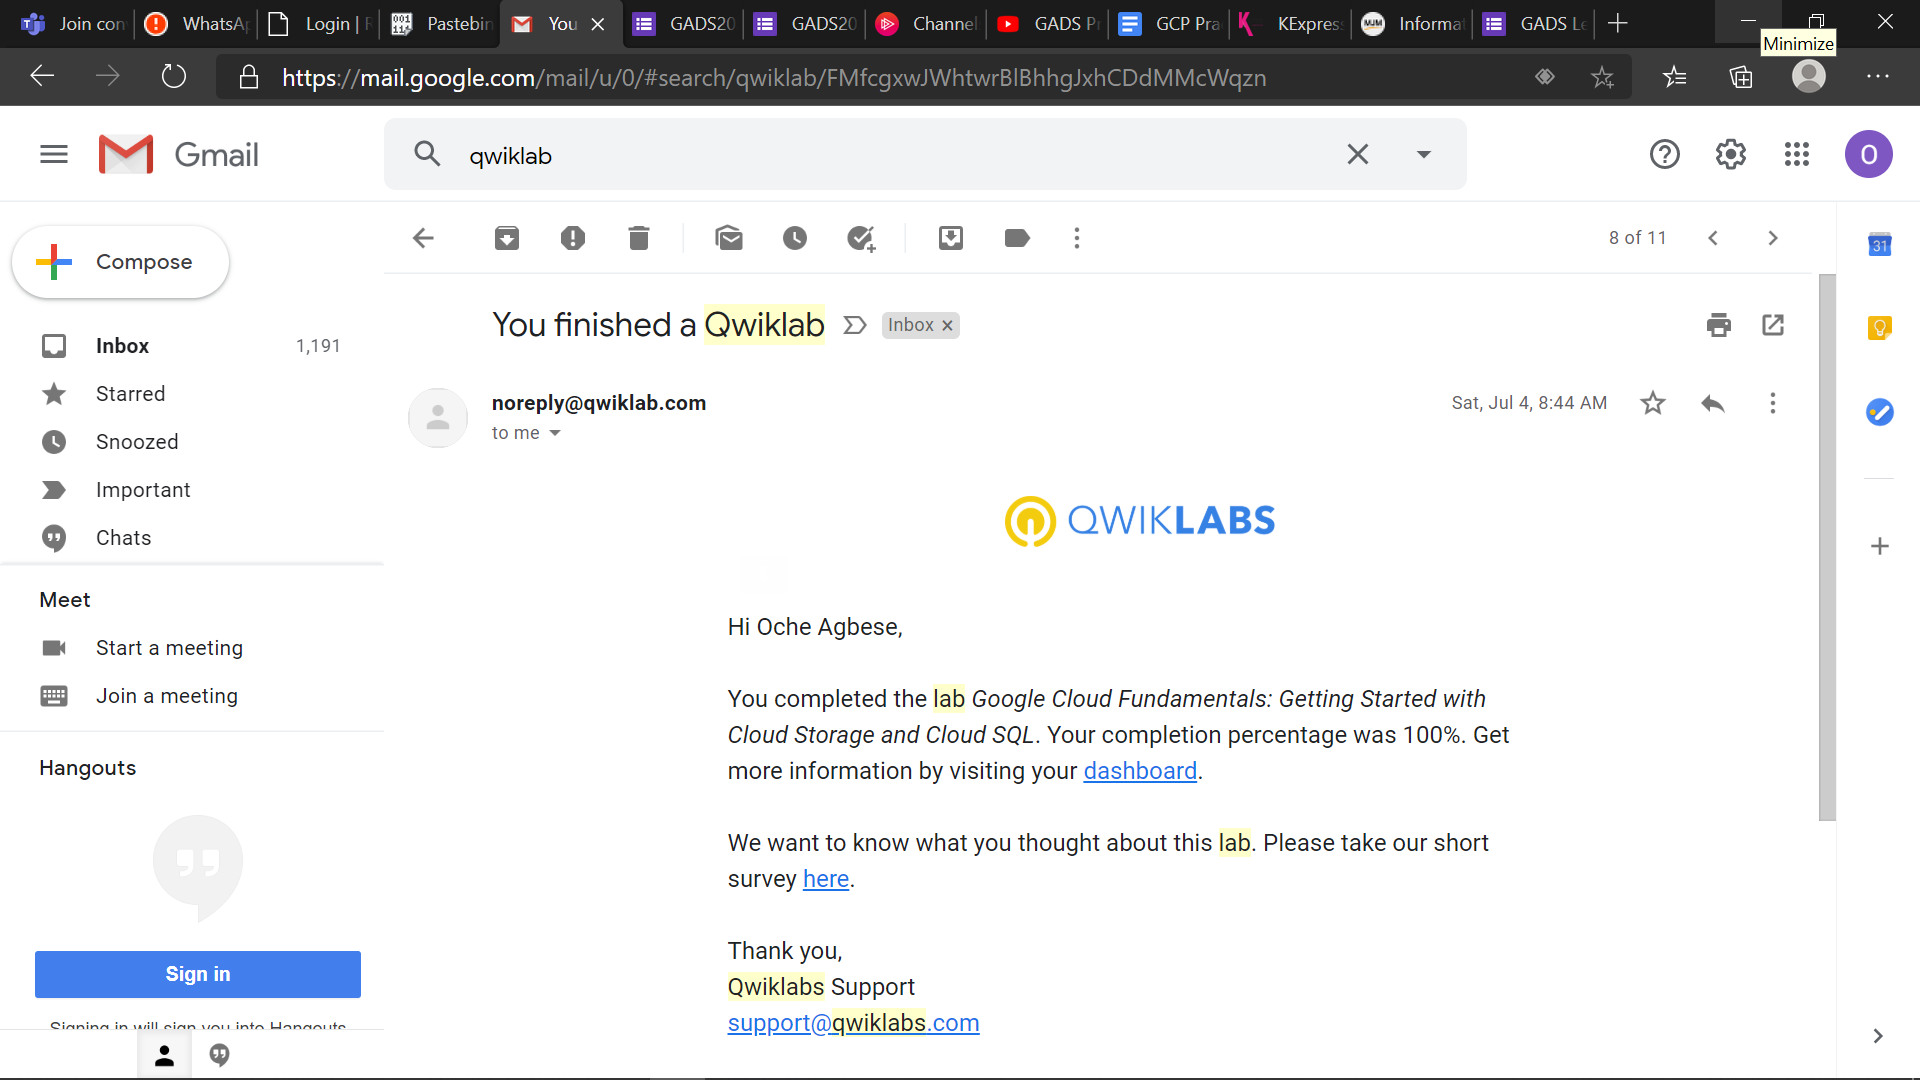 Join con
WhatsAp
Login | R
Pastebin
You
GADS20
GADS20
Channel
GADS Pr
GCP Pra
KExpres
Informat
GADS Le
Minimize
https://mail.google.com/mail/u/0/#search/qwiklab/FMfcgxwJWhtwrBlBhhgJxhCDdMMcWqzn
Gmail
qwiklab
O
Compose
8 of 11
31
You finished a Qwiklab
Inbox
Inbox 1,191
Starred
Snoozed
Important
Chats
noreply@qwiklab.com
Sat, Jul 4, 8:44 AM
to me
QWIKLABS
Meet
Start a meeting
Join a meeting
Hangouts
Sign in
Signing in will sign you into Hangouts
Hi Oche Agbese,
You completed the lab Google Cloud Fundamentals: Getting Started with
Cloud Storage and Cloud SQL. Your completion percentage was 100%. Get
more information by visiting your dashboard.
We want to know what you thought about this lab. Please take our short
survey here.
Thank you,
Qwiklabs Support
support@qwiklabs.com